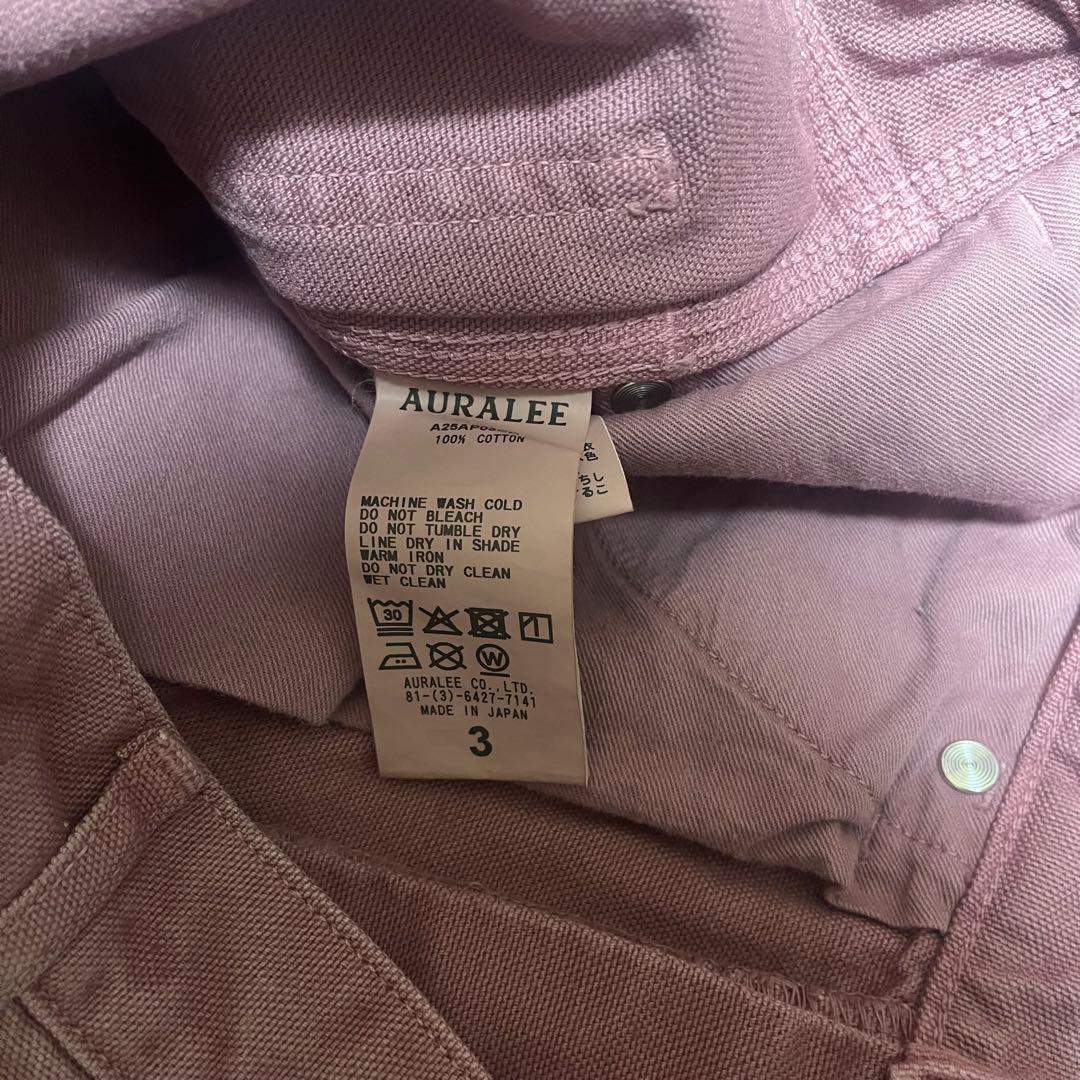 AURALEE
100% COTTON
MACHINE WASH COLD
DO NOT BLEACH
DO NOT TUMBLE DRY
LINE DRY IN SHADE
WARM IRON
DO NOT DRY CLEAN
WET CLEAN
30
W
AURALEE CO.,LTD.
81-(3)-6427-7141
MADE IN JAPAN
3